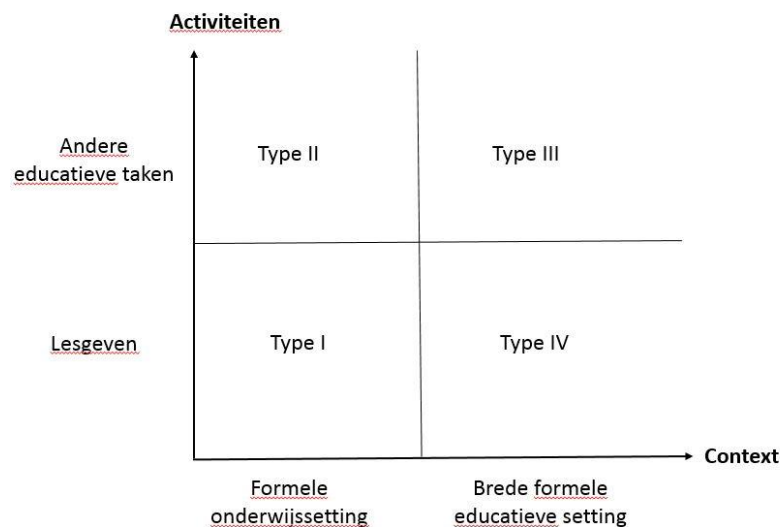 Activiteiten
Andere
educatieve taken
Type II
Type III
Lesgeven
Type I
Type IV
Context
Formele
onderwijssetting
Brede formele
educatieve setting